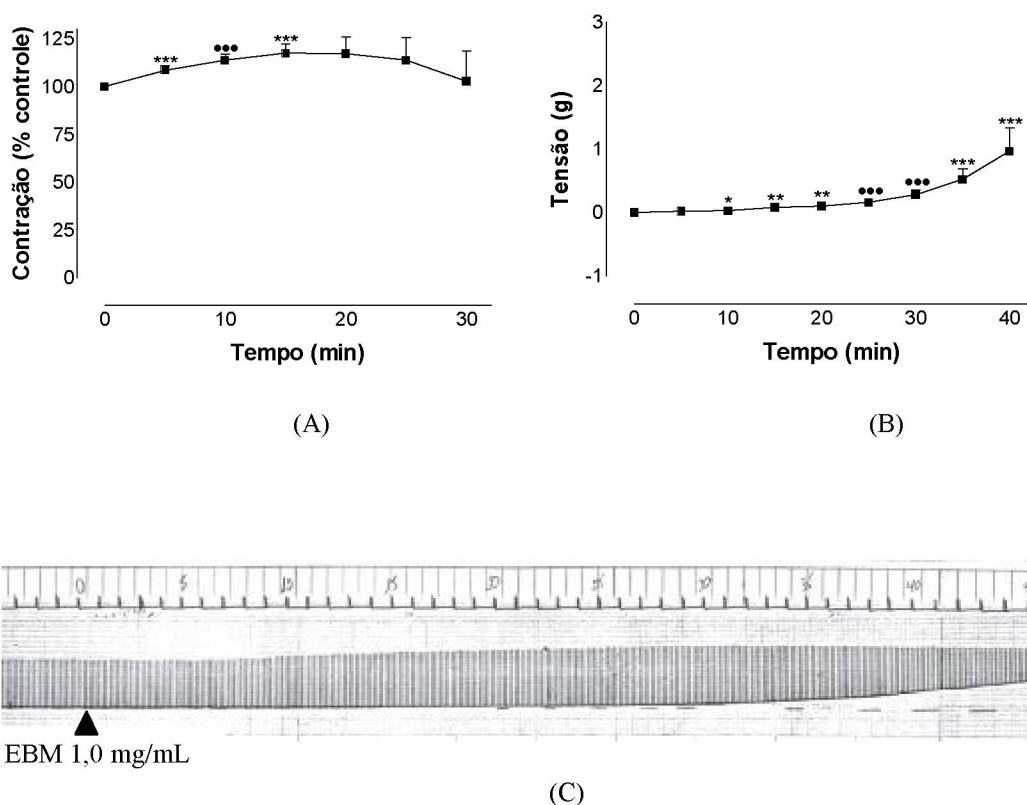 Contração (% controle)
125
100
75
50
25
0
***
•••
***
0 10 20 30
Tempo (min)
(A)
Tensão (g)
3
2
1
0
-1
*
**
**
•••
•••
***
***
0 10 20 30 40
Tempo (min)
(B)
0 5 10 15 20 25 30 35 40
EBM 1,0 mg/mL
(C)